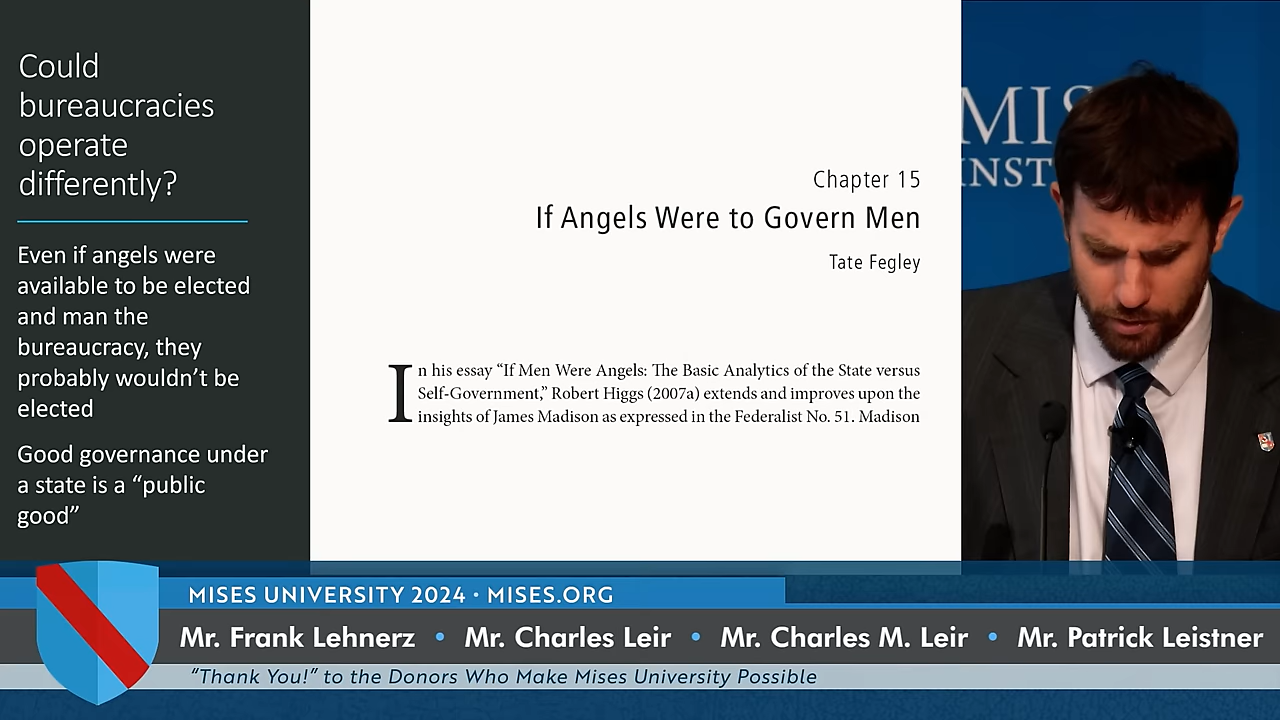 Could
bureaucracies
operate
differently?
Even if angels were
available to be elected
and man the
bureaucracy, they
probably wouldn’t be
elected
Good governance under
a state is a “public
good”
Chapter 15
If Angels Were to Govern Men
Tate Fegley
In his essay “If Men Were Angels: The Basic Analytics of the State versus
Self-Government,” Robert Higgs (2007a) extends and improves upon the
insights of James Madison as expressed in the Federalist No. 51. Madison
MIS
INST
MISES UNIVERSITY 2024 • MISES.ORG
Mr. Frank Lehnerz • Mr. Charles Leir • Mr. Charles M. Leir • Mr. Patrick Leistner
“Thank You!” to the Donors Who Make Mises University Possible